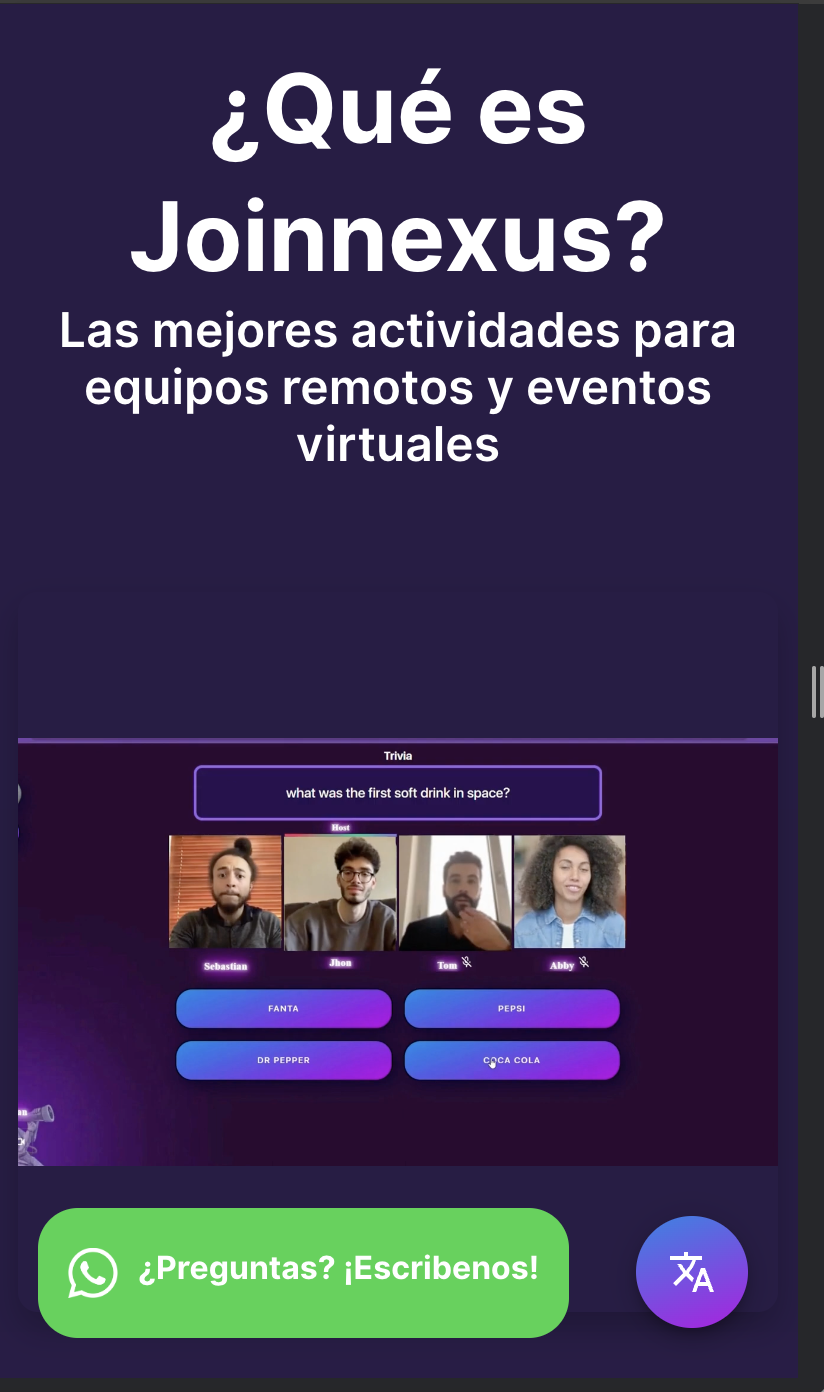 ¿Qué es
Joinnexus?
Las mejores actividades para
equipos remotos y eventos
virtuales
Trivia
what was the first soft drink in space?
Host
Sebastian
Jhon
Tom
Abby
FANTA
PEPSI
DR PEPPER
COCA COLA
¿Preguntas? ¡Escribenos!